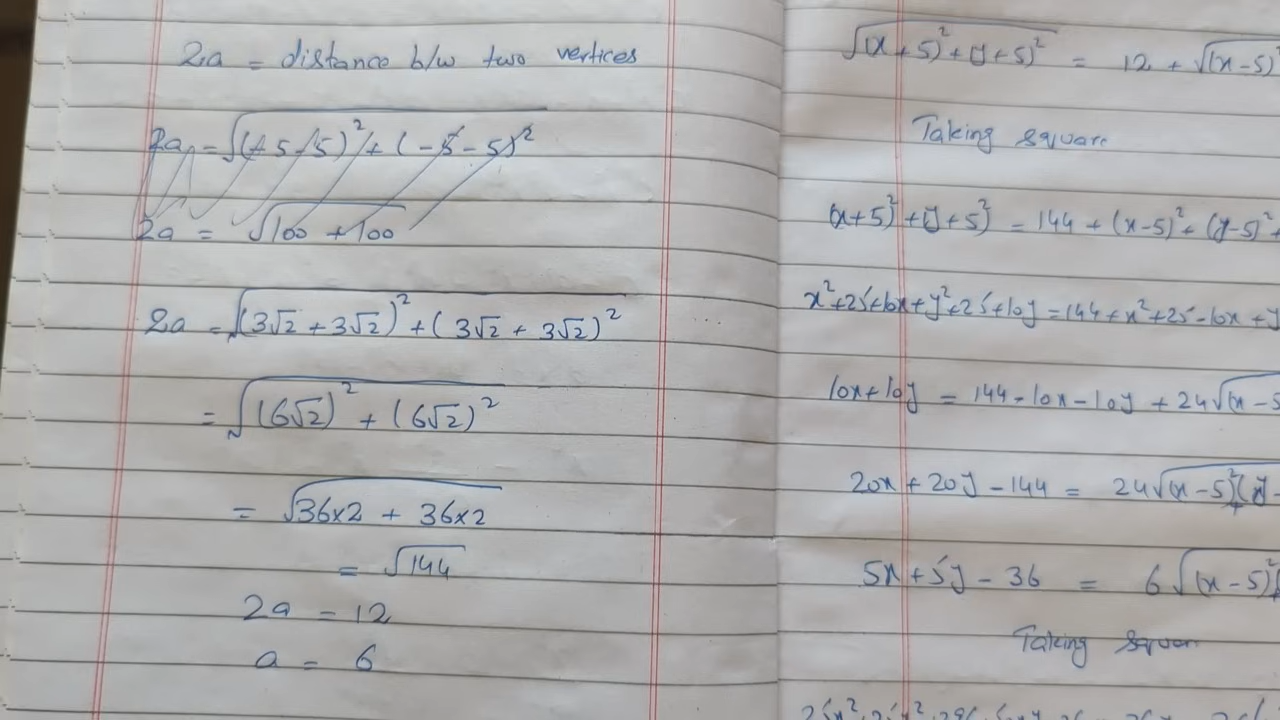 2a = distance b/w two vertices
2a = √(+5-5)² + (-5-5)²
2a = √100 + 100
2a = √(3√2 + 3√2)² + (3√2 + 3√2)²
= √(6√2)² + (6√2)²
= √36x2 + 36x2
= √144
2a = 12
a = 6
√(x+5)² + (y+5)² = 12 + √(x-5)
Taking square
(x+5)² + (y+5)² = 144 + (x-5)² + (y-5)² +
x²+25+10x+y²+25+10y = 144+x²+25-10x+y
10x+10y = 144-10x-10y + 24√(x-5
20x + 20y - 144 = 24√(x-5)²
5x + 5y - 36 = 6√(x-5)²
Taking square